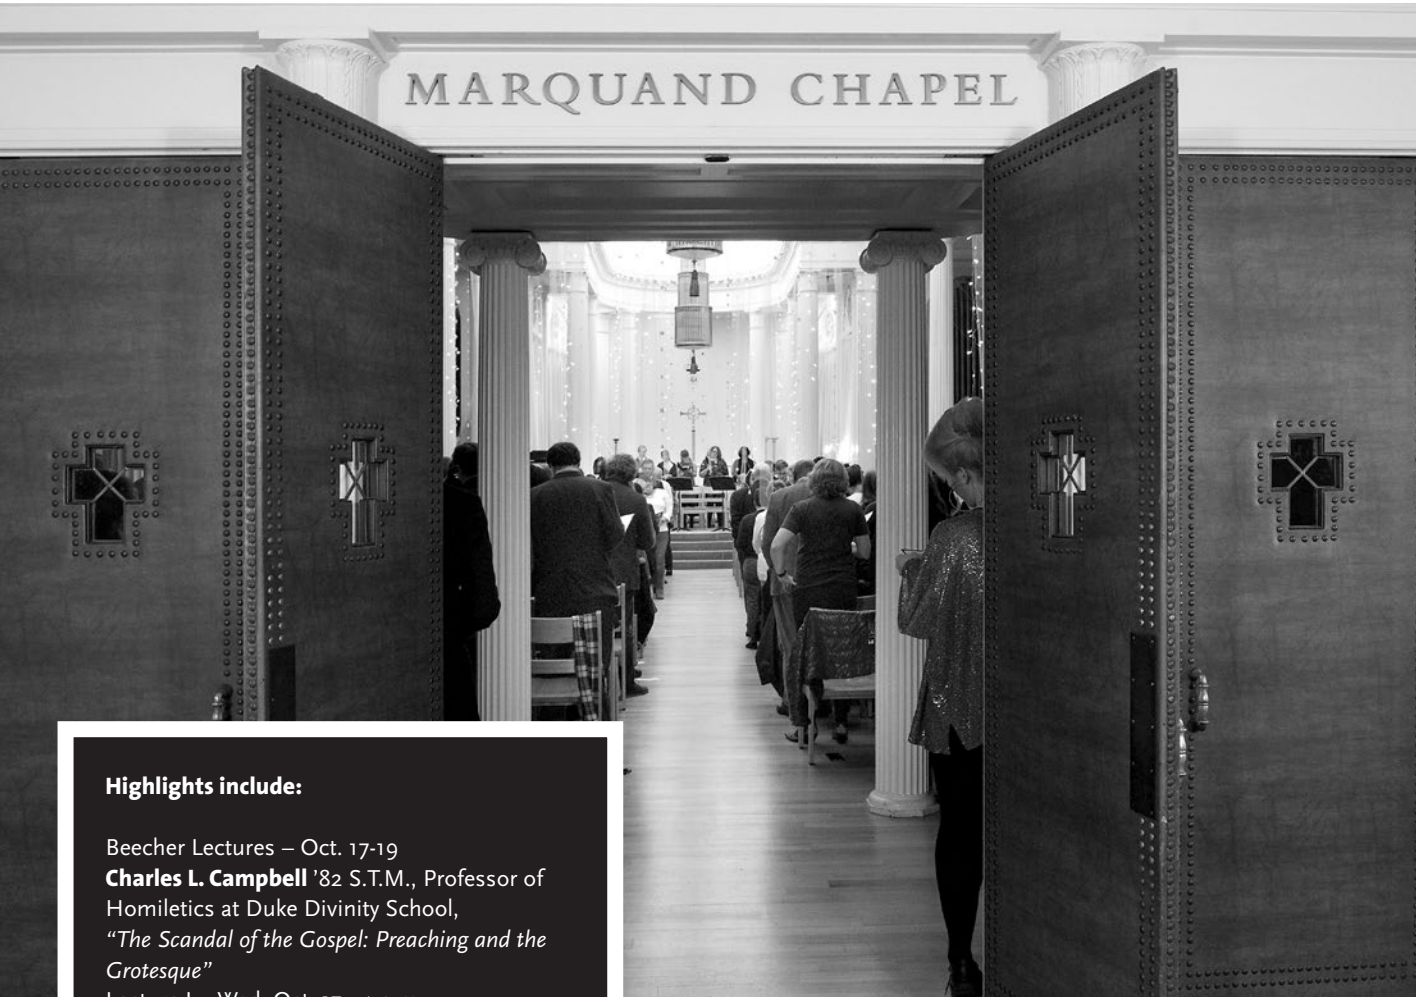 MARQUAND CHAPEL
Highlights include:
Beecher Lectures – Oct. 17-19
Charles L. Campbell ’82 S.T.M., Professor of
Homiletics at Duke Divinity School,
“The Scandal of the Gospel: Preaching and the
Grotesque”